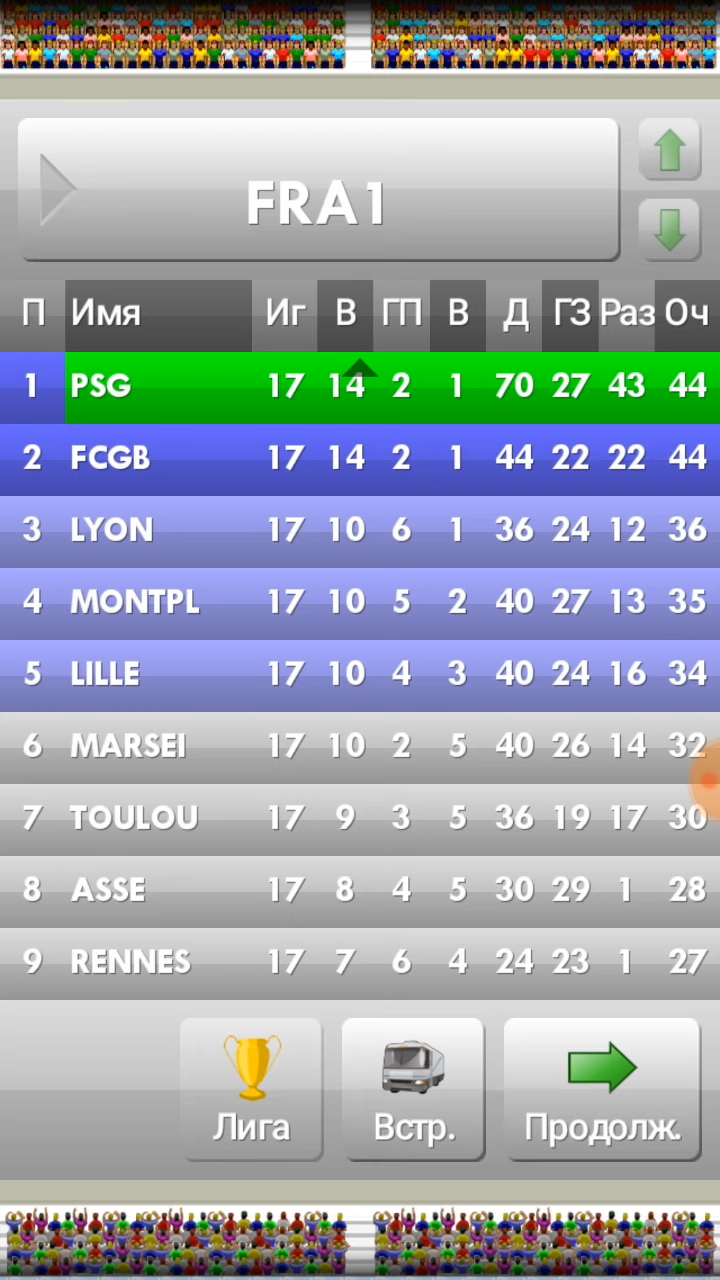 FRA1
П Имя Иг В ГП В Д ГЗ Раз Оч
1 PSG 17 14 2 1 70 27 43 44
2 FCGB 17 14 2 1 44 22 22 44
3 LYON 17 10 6 1 36 24 12 36
4 MONTPL 17 10 5 2 40 27 13 35
5 LILLE 17 10 4 3 40 24 16 34
6 MARSEI 17 10 2 5 40 26 14 32
7 TOULOU 17 9 3 5 36 19 17 30
8 ASSE 17 8 4 5 30 29 1 28
9 RENNES 17 7 6 4 24 23 1 27
Лига Встр. Продолж.